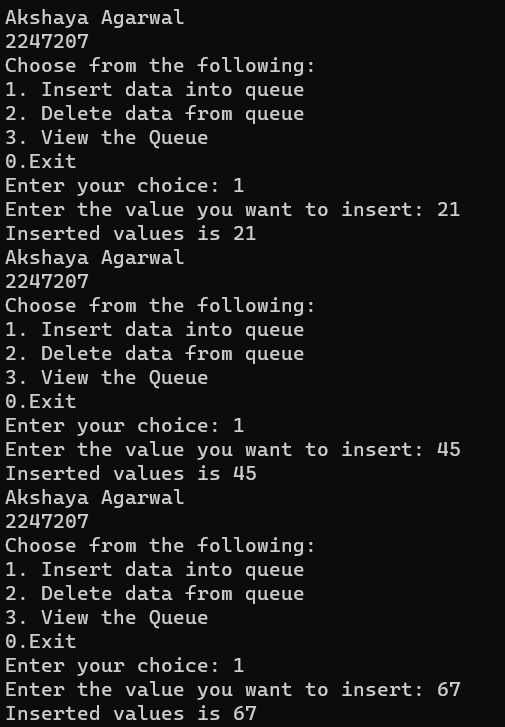 Akshaya Agarwal
2247207
Choose from the following:
1. Insert data into queue
2. Delete data from queue
3. View the Queue
0.Exit
Enter your choice: 1
Enter the value you want to insert: 21
Inserted values is 21
Akshaya Agarwal
2247207
Choose from the following:
1. Insert data into queue
2. Delete data from queue
3. View the Queue
0.Exit
Enter your choice: 1
Enter the value you want to insert: 45
Inserted values is 45
Akshaya Agarwal
2247207
Choose from the following:
1. Insert data into queue
2. Delete data from queue
3. View the Queue
0.Exit
Enter your choice: 1
Enter the value you want to insert: 67
Inserted values is 67